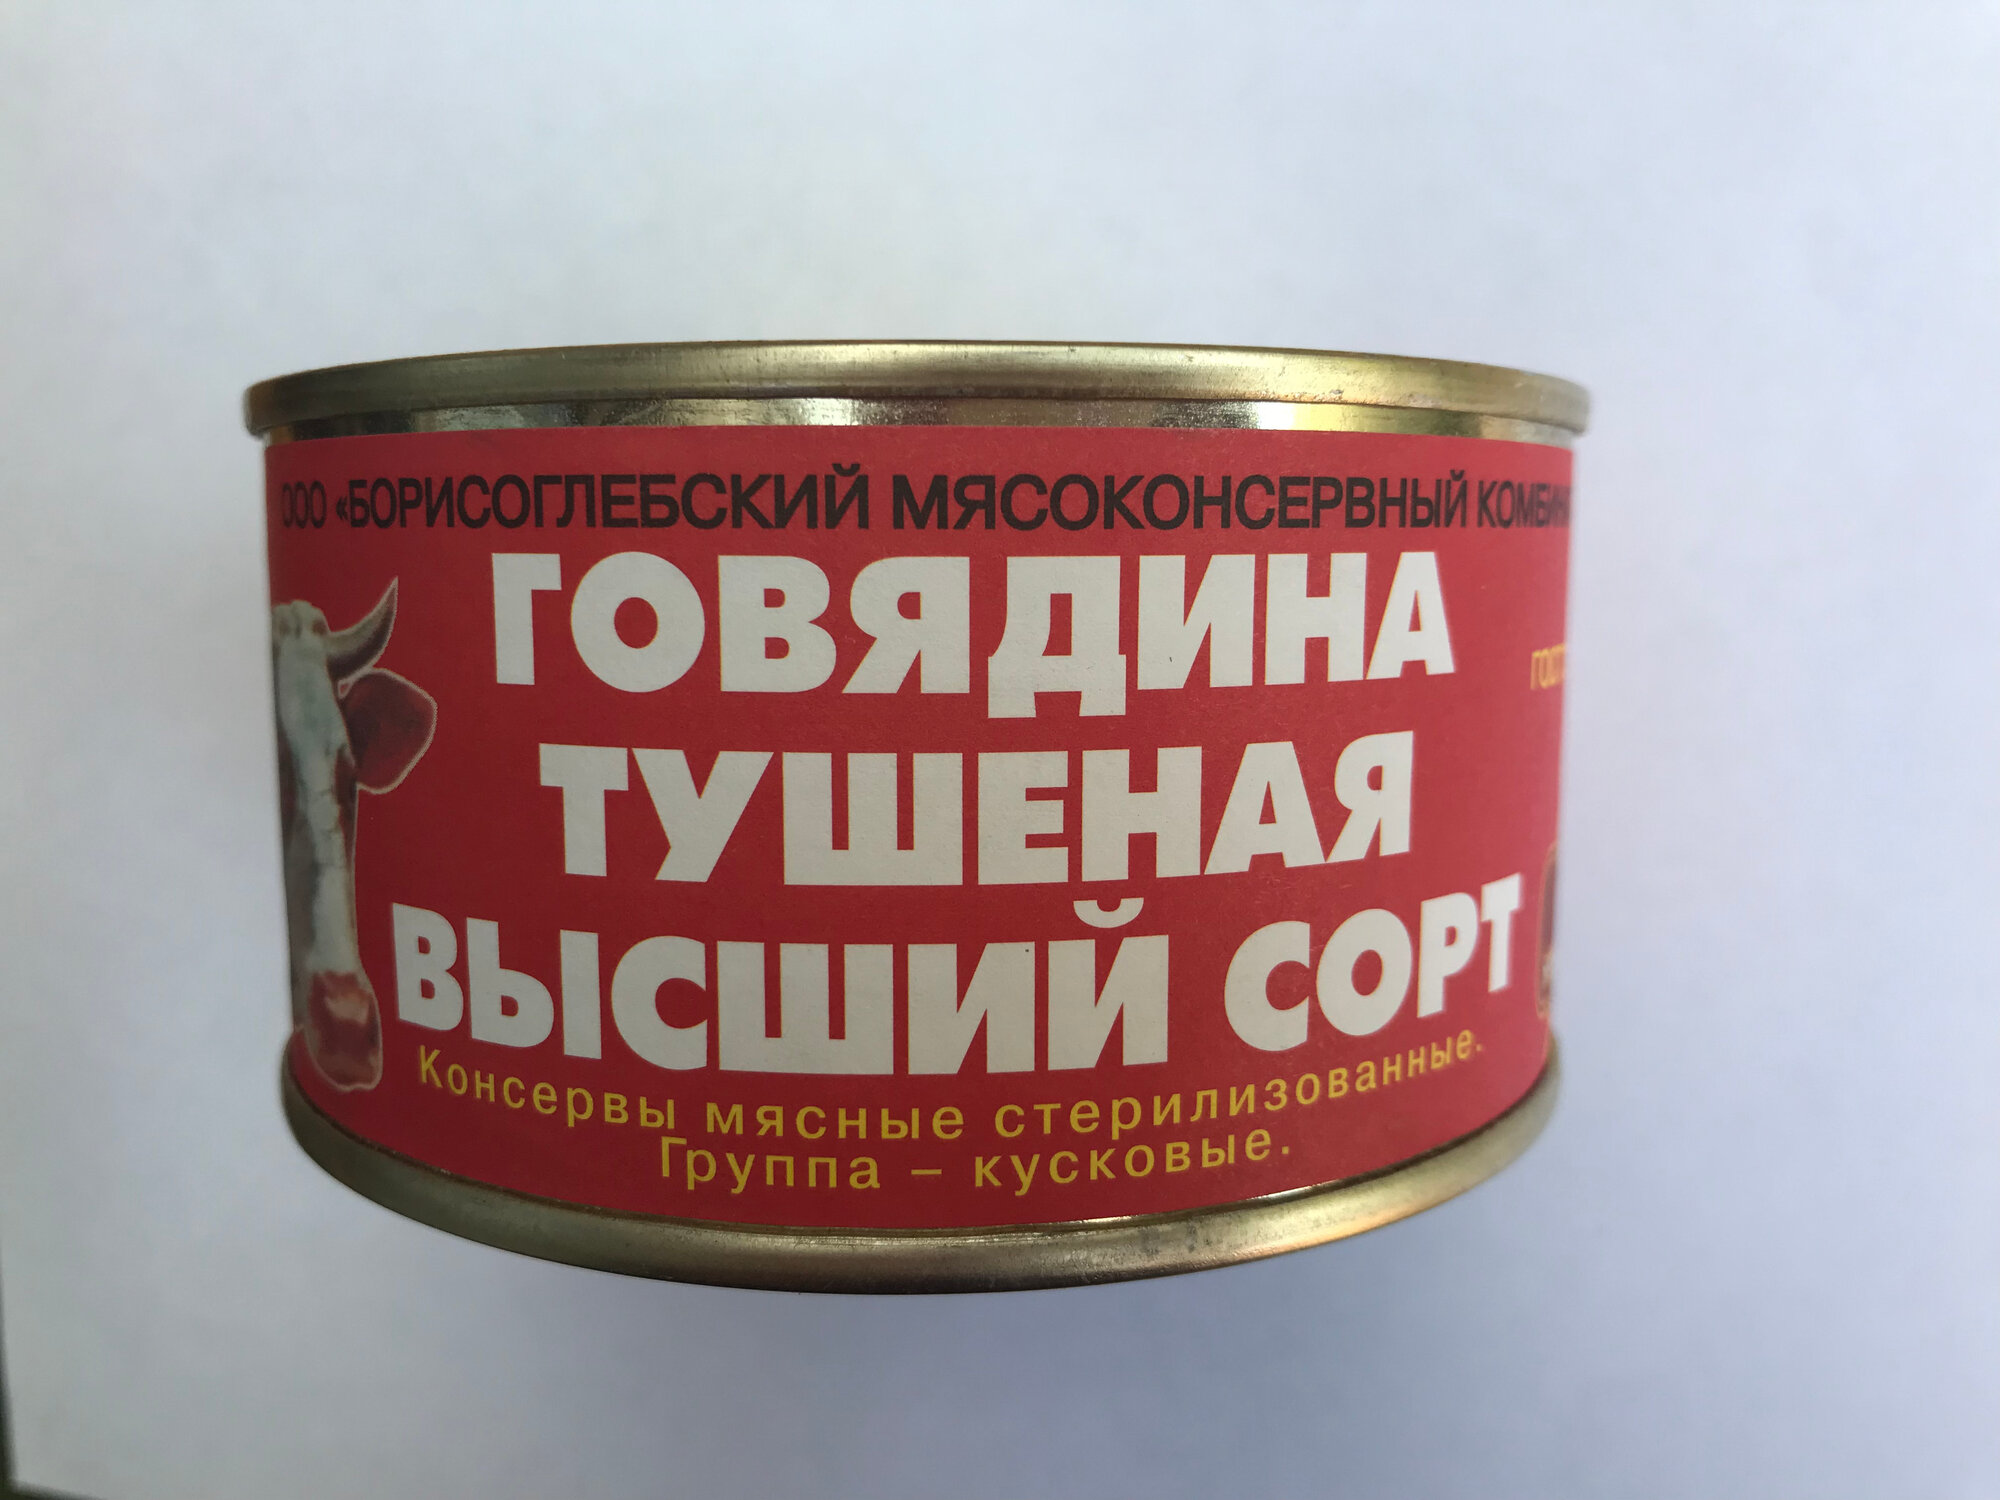 ООО «БОРИСОГЛЕБСКИЙ МЯСОКОНСЕРВНЫЙ
ГОВЯДИНА
ТУШЕНАЯ
ВЫСШИЙ СОРТ
Консервы мясные стерилизованные.
Группа – кусковые.